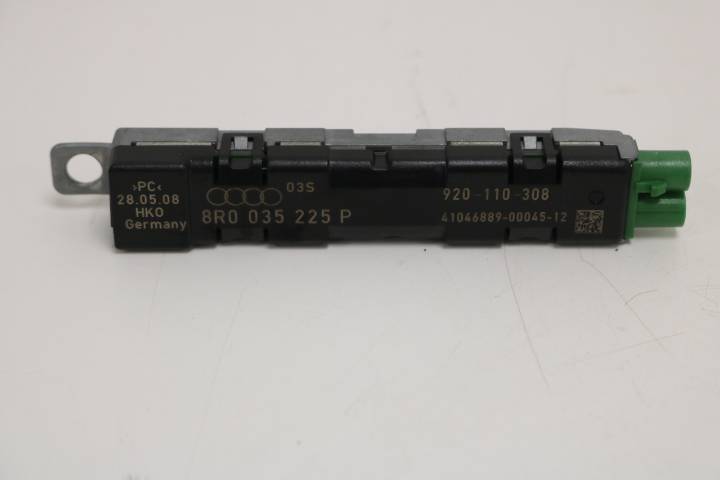 ›PC‹
28.05.08
HKO
Germany
03S
8R0 035 225 P
920-110-308
41046889-00045-12